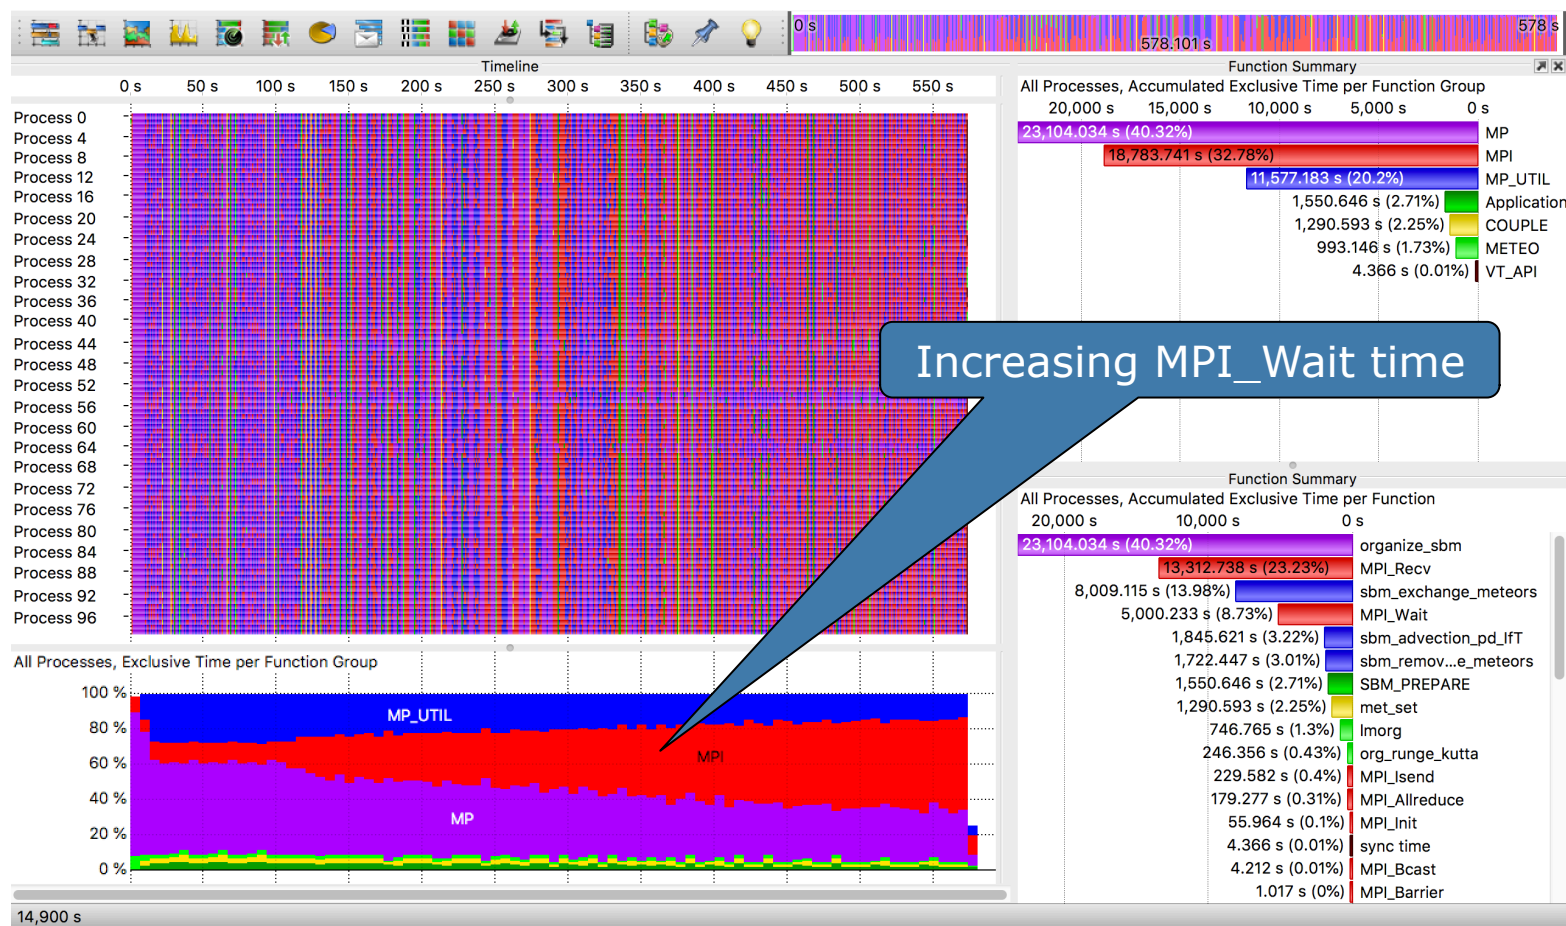 0 s
578 s
578.101 s
Timeline
0 s 50 s 100 s 150 s 200 s 250 s 300 s 350 s 400 s 450 s 500 s 550 s
Process 0
Process 4
Process 8
Process 12
Process 16
Process 20
Process 24
Process 28
Process 32
Process 36
Process 40
Process 44
Process 48
Process 52
Process 56
Process 60
Process 64
Process 68
Process 72
Process 76
Process 80
Process 84
Process 88
Process 92
Process 96
All Processes, Exclusive Time per Function Group
100 %
80 %
60 %
40 %
20 %
0 %
MP_UTIL
MPI
MP
Increasing MPI_Wait time
Function Summary
All Processes, Accumulated Exclusive Time per Function Group
20,000 s 15,000 s 10,000 s 5,000 s 0 s
23,104.034 s (40.32%) MP
18,783.741 s (32.78%) MPI
11,577.183 s (20.2%) MP_UTIL
1,550.646 s (2.71%) Application
1,290.593 s (2.25%) COUPLE
993.146 s (1.73%) METEO
4.366 s (0.01%) VT_API
Function Summary
All Processes, Accumulated Exclusive Time per Function
20,000 s 10,000 s 0 s
23,104.034 s (40.32%) organize_sbm
13,312.738 s (23.23%) MPI_Recv
8,009.115 s (13.98%) sbm_exchange_meteors
5,000.233 s (8.73%) MPI_Wait
1,845.621 s (3.22%) sbm_advection_pd_lfT
1,722.447 s (3.01%) sbm_remov...e_meteors
1,550.646 s (2.71%) SBM_PREPARE
1,290.593 s (2.25%) met_set
746.765 s (1.3%) lmorg
246.356 s (0.43%) org_runge_kutta
229.582 s (0.4%) MPI_Isend
179.277 s (0.31%) MPI_Allreduce
55.964 s (0.1%) MPI_Init
4.366 s (0.01%) sync time
4.212 s (0.01%) MPI_Bcast
1.017 s (0%) MPI_Barrier
14,900 s